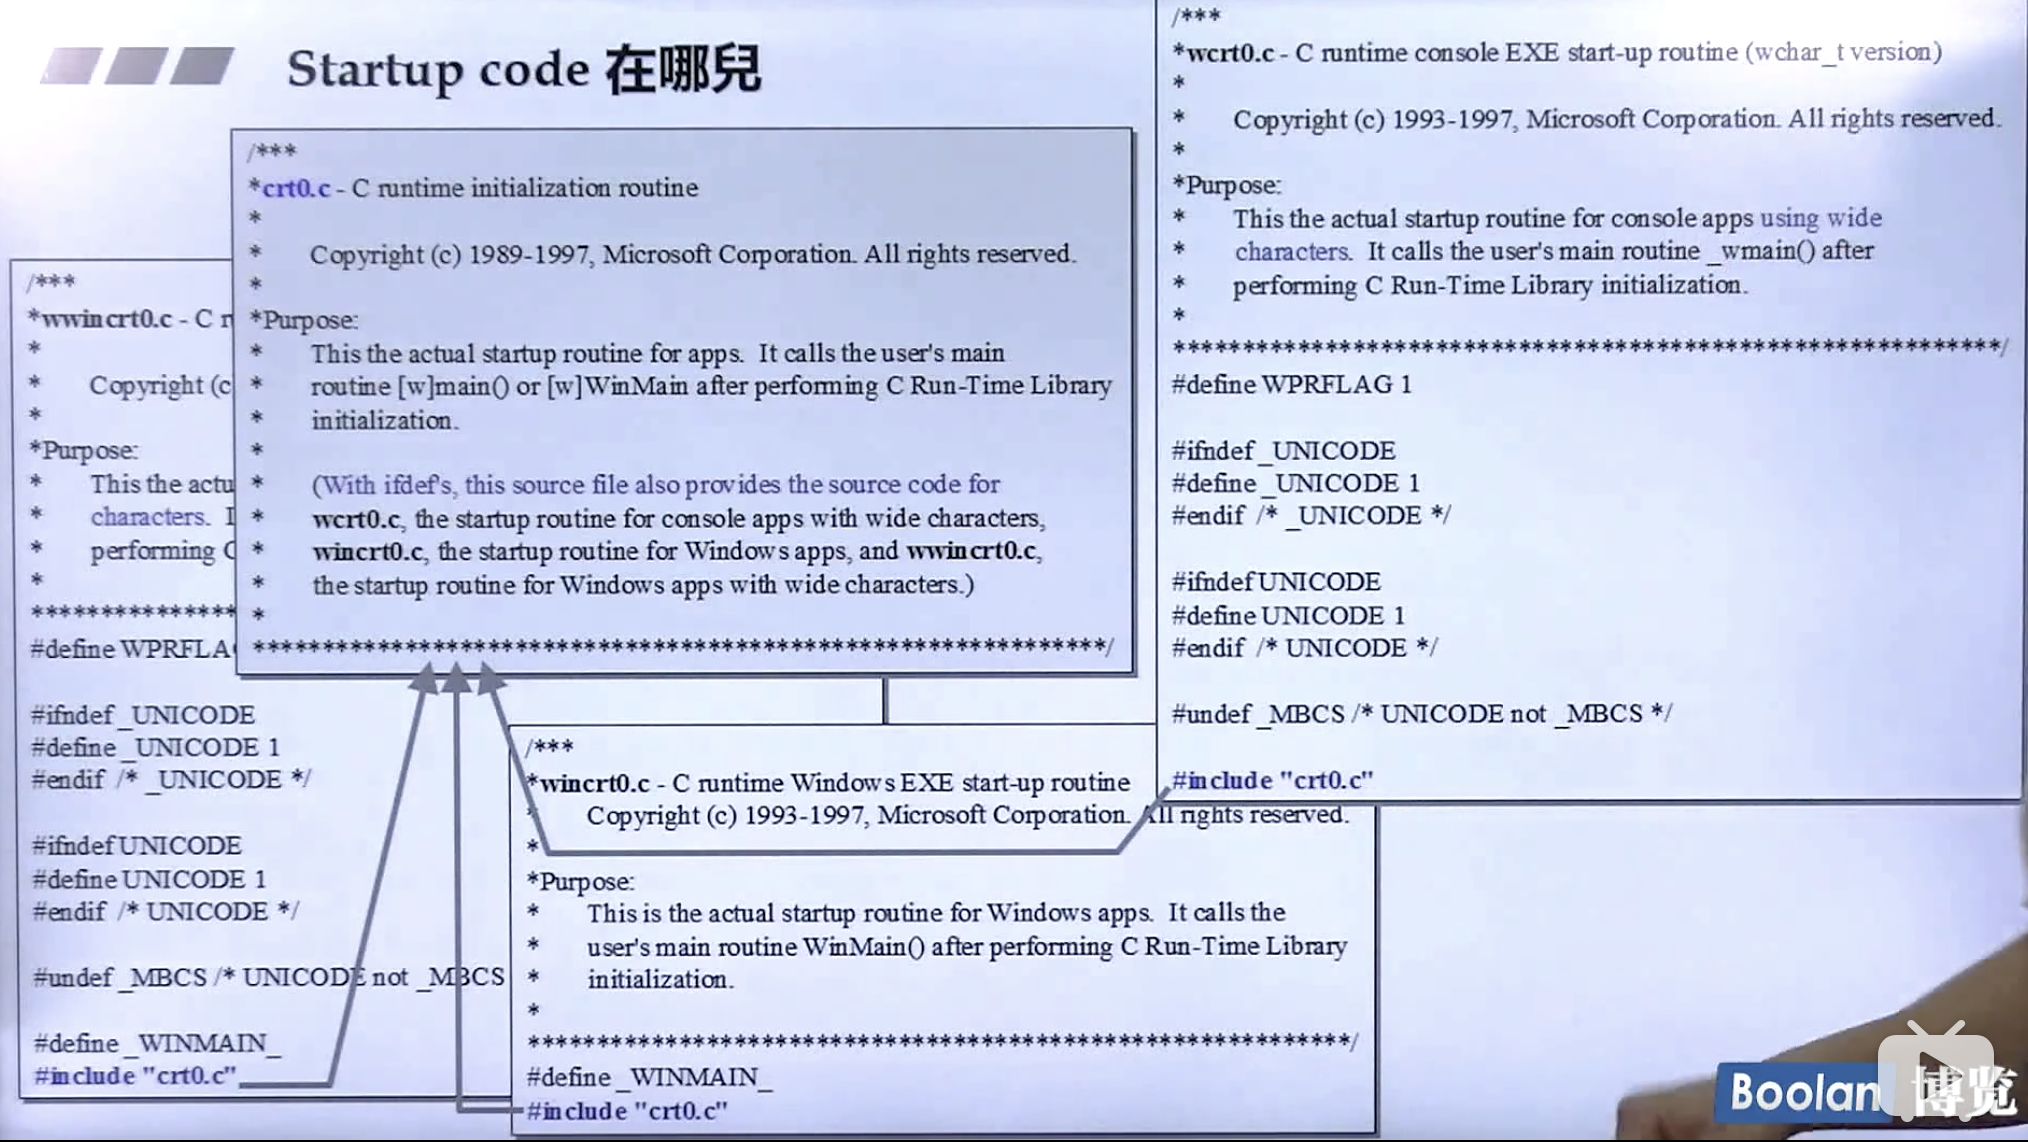 Startup code 在哪兒
/***
*crt0.c - C runtime initialization routine
*
* Copyright (c) 1989-1997, Microsoft Corporation. All rights reserved.
*
*Purpose:
* This the actual startup routine for apps. It calls the user's main
* routine [w]main() or [w]WinMain after performing C Run-Time Library
* initialization.
*
* (With ifdef's, this source file also provides the source code for
* wcrt0.c, the startup routine for console apps with wide characters,
* wincrt0.c, the startup routine for Windows apps, and wwincrt0.c,
* the startup routine for Windows apps with wide characters.)
*
**************************************************************/
/***
*wwincrt0.c - C
*
* Copyright (c
*
*Purpose:
* This the actu
* characters.
* performing
*
***************
#define WPRFLA
#ifndef _UNICODE
#define _UNICODE 1
#endif /* _UNICODE */
#ifndef UNICODE
#define UNICODE 1
#endif /* UNICODE */
#undef _MBCS /* UNICODE not _MBCS
#define _WINMAIN_
#include "crt0.c"
/***
*wincrt0.c - C runtime Windows EXE start-up routine
* Copyright (c) 1993-1997, Microsoft Corporation. All rights reserved.
*
*Purpose:
* This is the actual startup routine for Windows apps. It calls the
* user's main routine WinMain() after performing C Run-Time Library
* initialization.
*
************************************************************/
#define _WINMAIN_
#include "crt0.c"
/***
*wcrt0.c - C runtime console EXE start-up routine (wchar_t version)
*
* Copyright (c) 1993-1997, Microsoft Corporation. All rights reserved.
*
*Purpose:
* This the actual startup routine for console apps using wide
* characters. It calls the user's main routine _wmain() after
* performing C Run-Time Library initialization.
*
************************************************************/
#define WPRFLAG 1
#ifndef _UNICODE
#define _UNICODE 1
#endif /* _UNICODE */
#ifndef UNICODE
#define UNICODE 1
#endif /* UNICODE */
#undef _MBCS /* UNICODE not _MBCS */
#include "crt0.c"
Boolan 博览